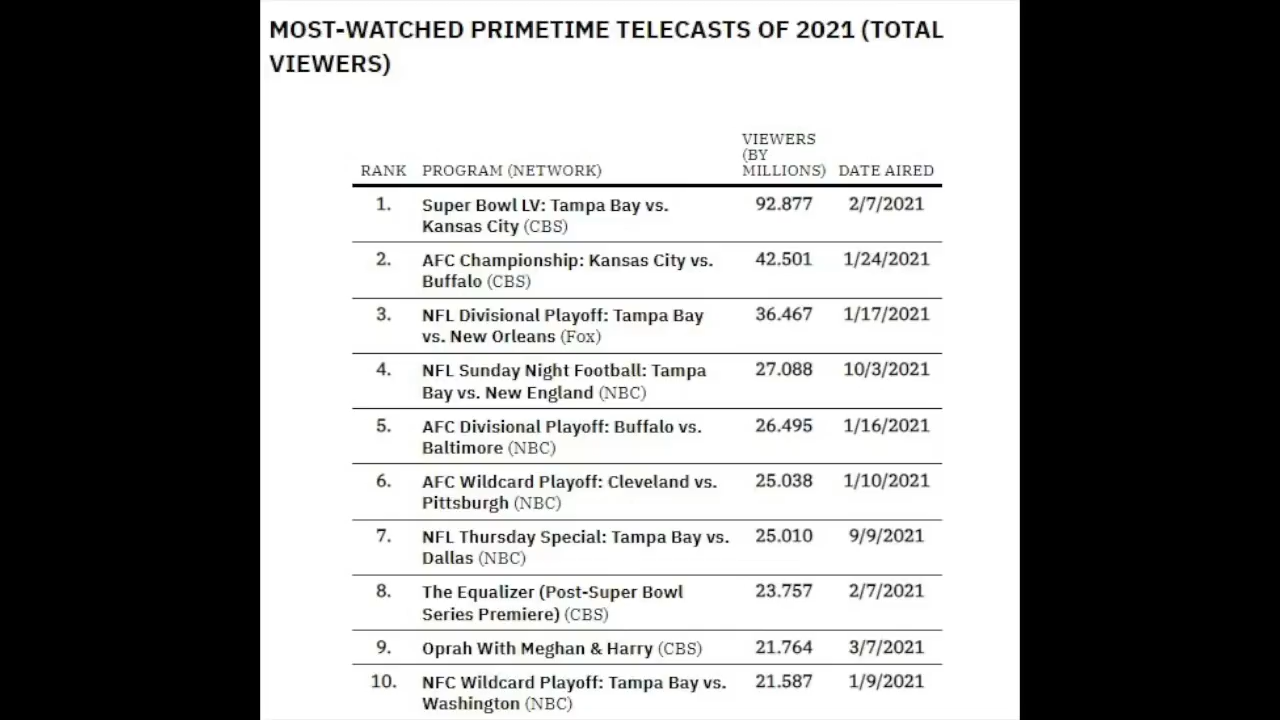 MOST-WATCHED PRIMETIME TELECASTS OF 2021 (TOTAL
VIEWERS)
VIEWERS
(BY
RANK PROGRAM (NETWORK) MILLIONS) DATE AIRED
1. Super Bowl LV: Tampa Bay vs. 92.877 2/7/2021
Kansas City (CBS)
2. AFC Championship: Kansas City vs. 42.501 1/24/2021
Buffalo (CBS)
3. NFL Divisional Playoff: Tampa Bay 36.467 1/17/2021
vs. New Orleans (Fox)
4. NFL Sunday Night Football: Tampa 27.088 10/3/2021
Bay vs. New England (NBC)
5. AFC Divisional Playoff: Buffalo vs. 26.495 1/16/2021
Baltimore (NBC)
6. AFC Wildcard Playoff: Cleveland vs. 25.038 1/10/2021
Pittsburgh (NBC)
7. NFL Thursday Special: Tampa Bay vs. 25.010 9/9/2021
Dallas (NBC)
8. The Equalizer (Post-Super Bowl 23.757 2/7/2021
Series Premiere) (CBS)
9. Oprah With Meghan & Harry (CBS) 21.764 3/7/2021
10. NFC Wildcard Playoff: Tampa Bay vs. 21.587 1/9/2021
Washington (NBC)